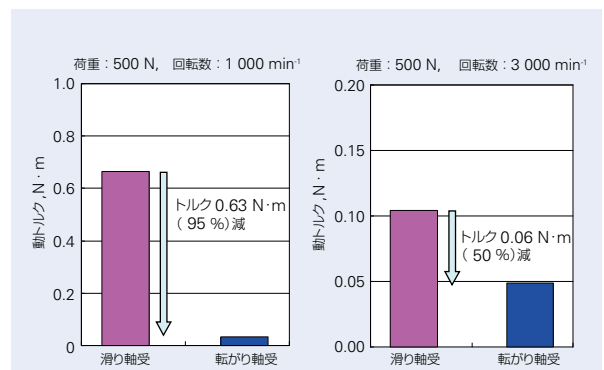 荷重：500 N, 回転数：1 000 min⁻¹
1.0
0.8
0.6
0.4
0.2
0
動トルク, N・m
トルク 0.63 N・m
( 95 %)減
滑り軸受
転がり軸受
荷重：500 N, 回転数：3 000 min⁻¹
0.20
0.15
0.10
0.05
0.00
動トルク, N・m
トルク 0.06 N・m
( 50 %)減
滑り軸受
転がり軸受